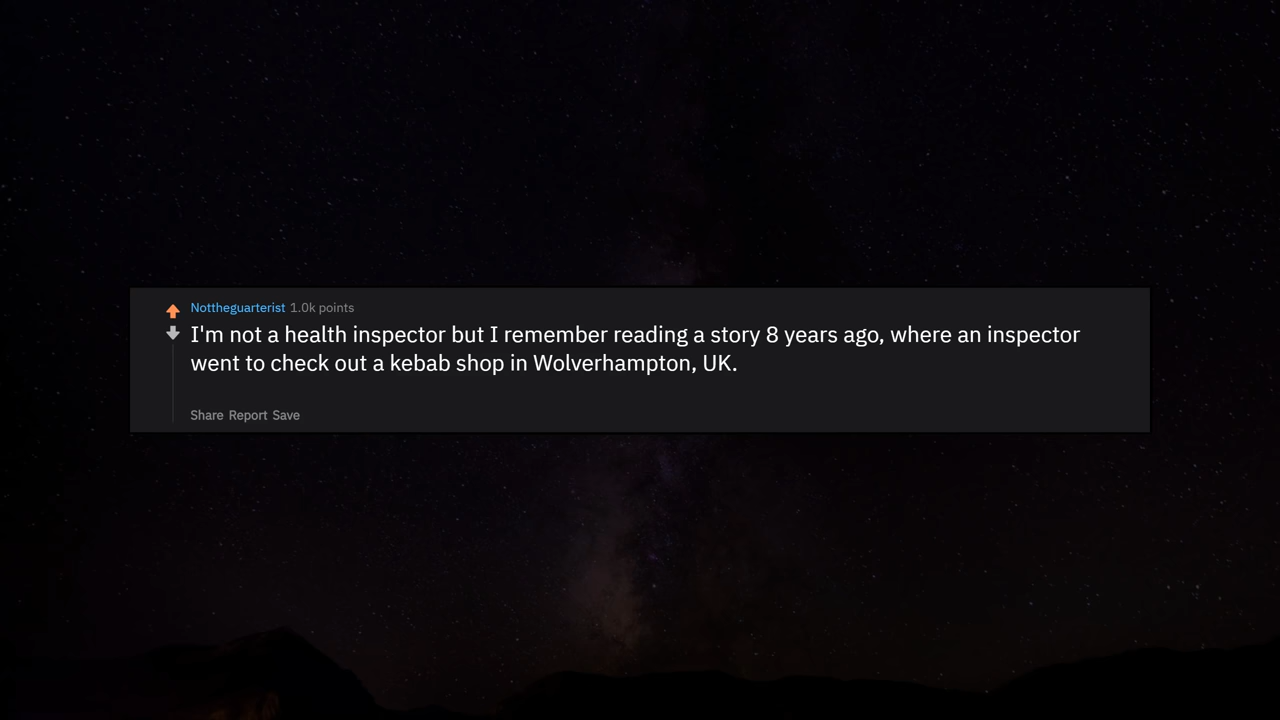 Nottheguarterist 1.0k points
I'm not a health inspector but I remember reading a story 8 years ago, where an inspector
went to check out a kebab shop in Wolverhampton, UK.
Share Report Save